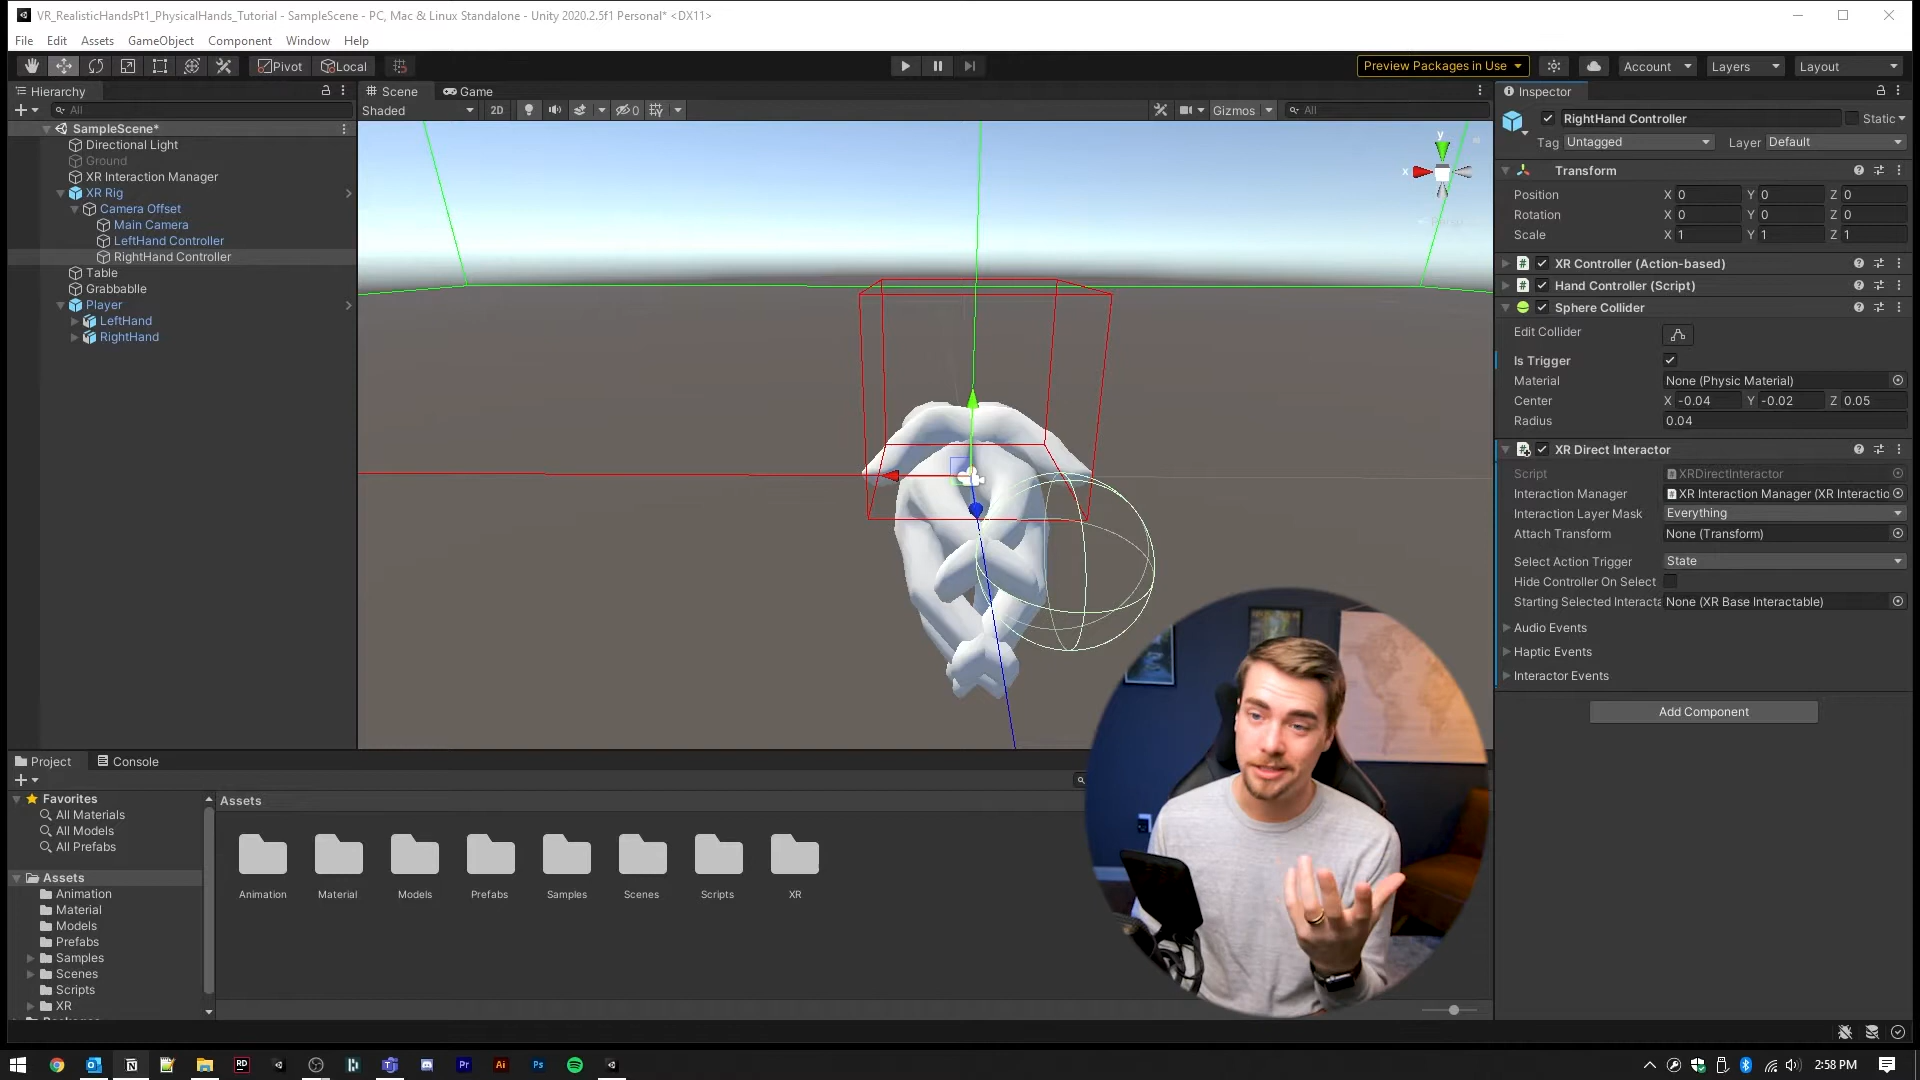 VR_RealisticHandsPt1_PhysicalHands_Tutorial - SampleScene - PC, Mac & Linux Standalone - Unity 2020.2.5f1 Personal* <DX11>
File Edit Assets GameObject Component Window Help
Pivot Local
Preview Packages in Use
Account Layers Layout
Hierarchy
All
SampleScene*
Directional Light
Ground
XR Interaction Manager
XR Rig
Camera Offset
Main Camera
LeftHand Controller
RightHand Controller
Table
Grabbablle
Player
LeftHand
RightHand
Scene Game
Shaded 2D 0 Gizmos All
y
x
Inspector
RightHand Controller Static
Tag Untagged Layer Default
Transform
Position X 0 Y 0 Z 0
Rotation X 0 Y 0 Z 0
Scale X 1 Y 1 Z 1
XR Controller (Action-based)
Hand Controller (Script)
Sphere Collider
Edit Collider
Is Trigger
Material None (Physic Material)
Center X -0.04 Y -0.02 Z 0.05
Radius 0.04
XR Direct Interactor
Script XRDirectInteractor
Interaction Manager XR Interaction Manager (XR Interactio
Interaction Layer Mask Everything
Attach Transform None (Transform)
Select Action Trigger State
Hide Controller On Select
Starting Selected Interacta None (XR Base Interactable)
Audio Events
Haptic Events
Interactor Events
Add Component
Project Console
Favorites
All Materials
All Models
All Prefabs
Assets
Animation
Material
Models
Prefabs
Samples
Scenes
Scripts
XR
Assets
Animation Material Models Prefabs Samples Scenes Scripts XR
RD Pr Ai Ps
2:58 PM